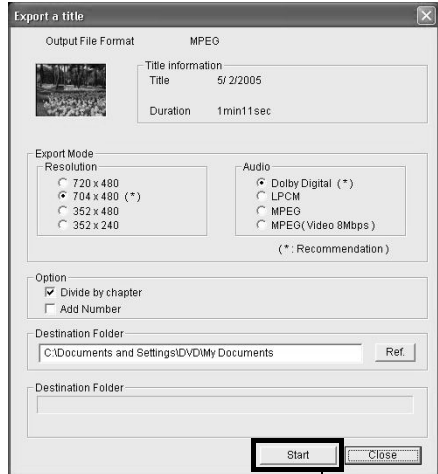 Export a title
Output File Format MPEG
Title information
Title 5/ 2/2005
Duration 1min11sec
Export Mode
Resolution
720 x 480
704 x 480 (*)
352 x 480
352 x 240
Audio
Dolby Digital (*)
LPCM
MPEG
MPEG(Video 8Mbps)
(*: Recommendation)
Option
Divide by chapter
Add Number
Destination Folder
C:\Documents and Settings\DVD\My Documents Ref.
Destination Folder
Start Close